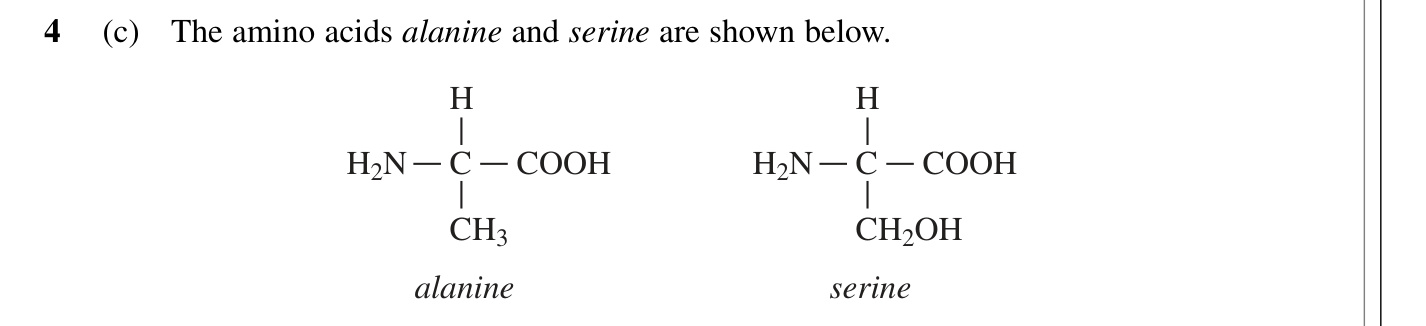 4 (c) The amino acids alanine and serine are shown below.
H H
H₂N — C — COOH H₂N — C — COOH
CH₃ CH₂OH
alanine serine